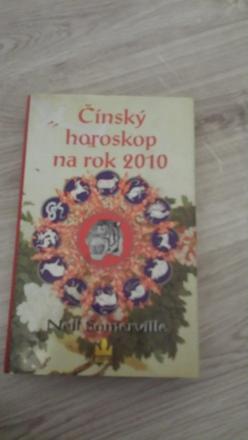 Čínský
horoskop
na rok 2010
Neil Somerville